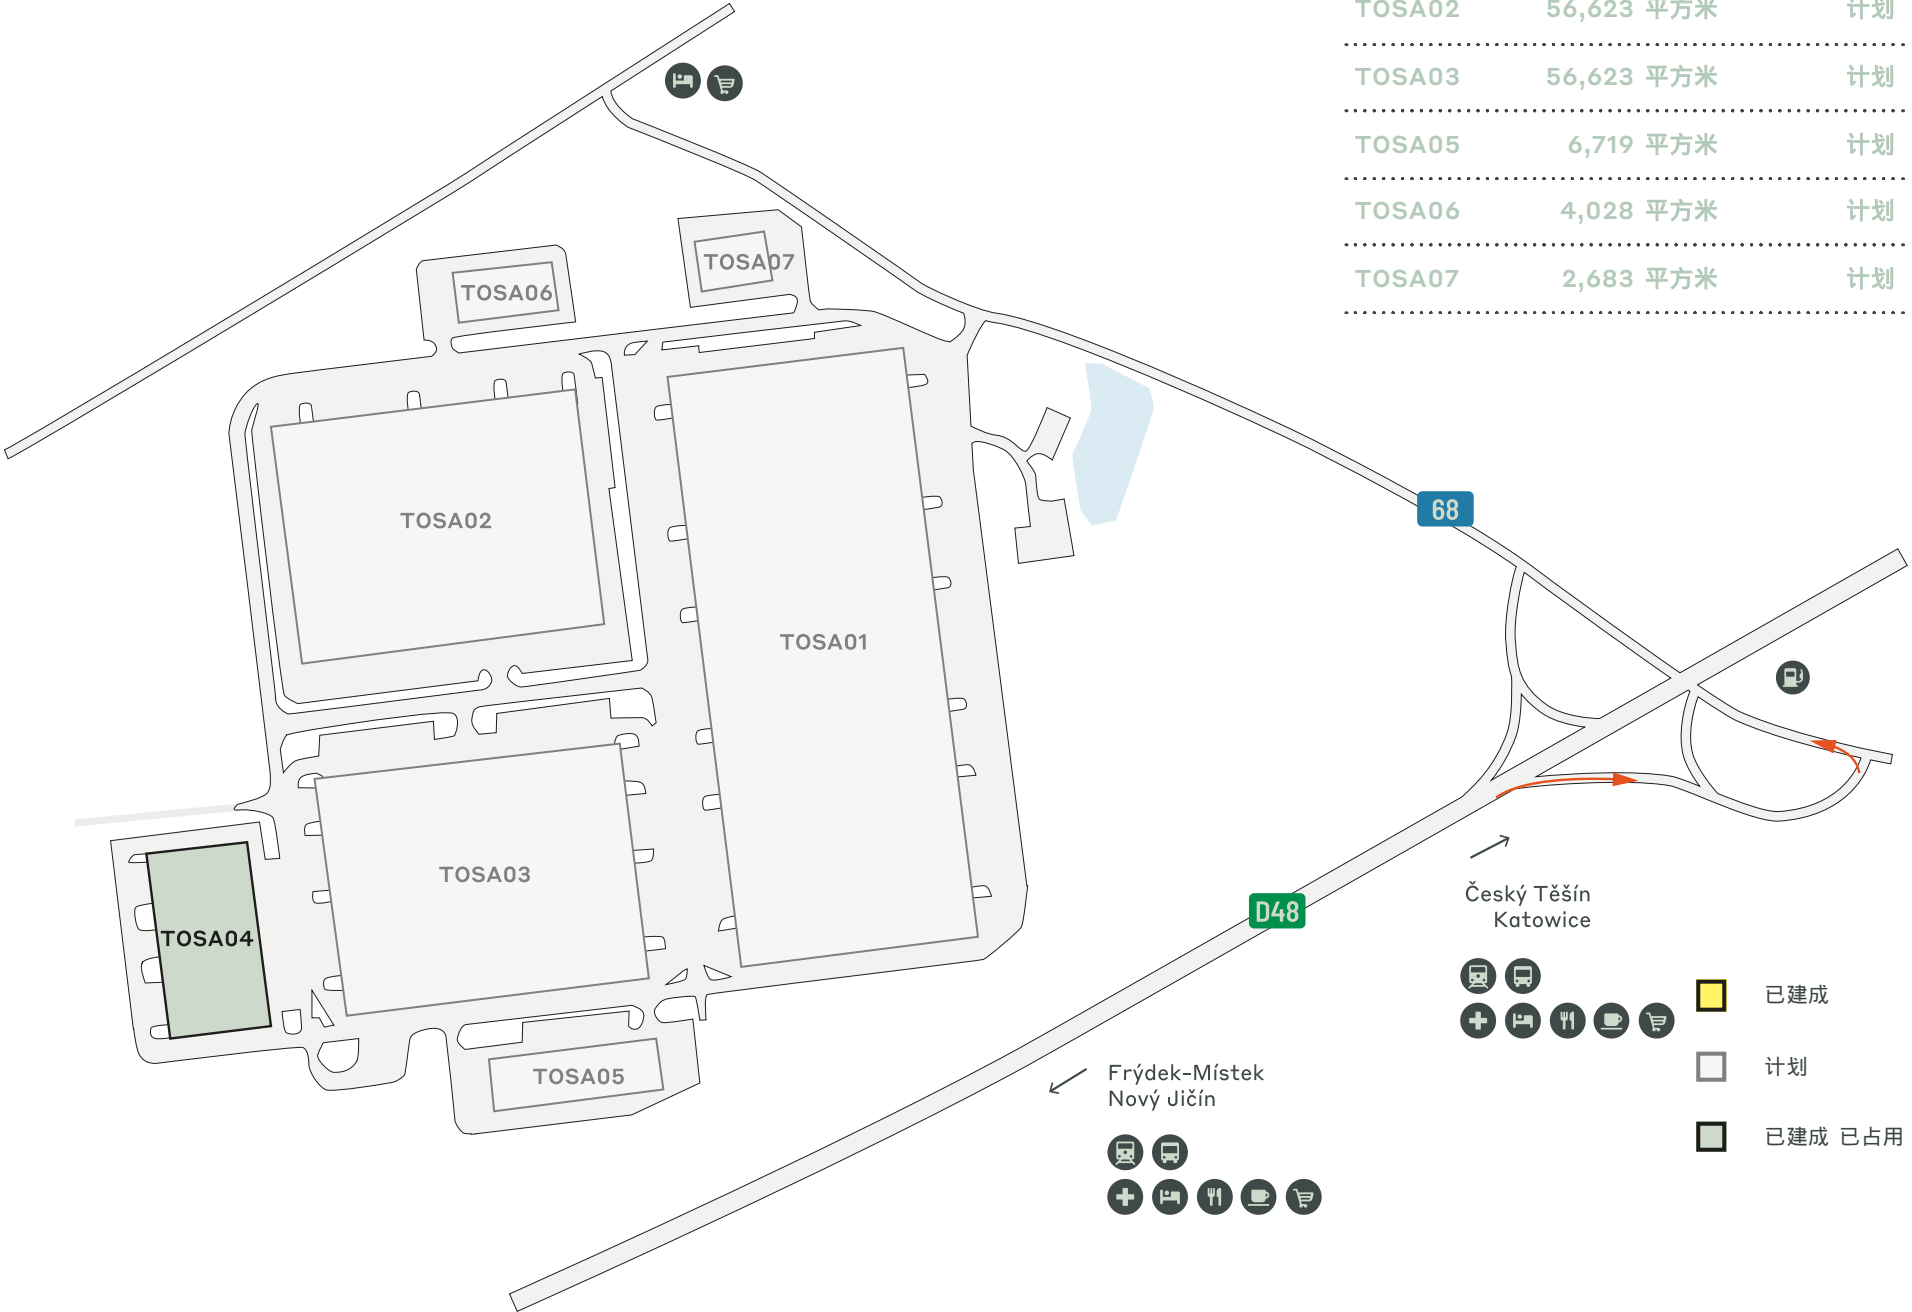 TOSA02 56,623 平方米 计划
TOSA03 56,623 平方米 计划
TOSA05 6,719 平方米 计划
TOSA06 4,028 平方米 计划
TOSA07 2,683 平方米 计划
TOSA07
TOSA06
TOSA02
68
TOSA01
TOSA03
TOSA04
D48
Český Těšín
Katowice
已建成
TOSA05
Frýdek-Místek
Nový Jičín
计划
已建成 已占用